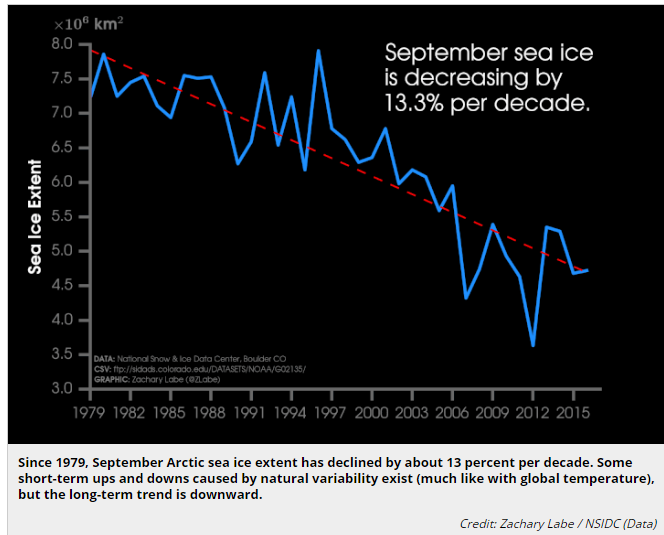 ×10⁶ km²
September sea ice
is decreasing by
13.3% per decade.
8.0
7.5
7.0
6.5
6.0
5.5
5.0
4.5
4.0
3.5
3.0
Sea Ice Extent
DATA: National Snow & Ice Data Center, Boulder CO
CSV: ftp://sidads.colorado.edu/DATASETS/NOAA/G02135/
GRAPHIC: Zachary Labe (@ZLabe)
1979 1982 1985 1988 1991 1994 1997 2000 2003 2006 2009 2012 2015
Since 1979, September Arctic sea ice extent has declined by about 13 percent per decade. Some
short-term ups and downs caused by natural variability exist (much like with global temperature),
but the long-term trend is downward.
Credit: Zachary Labe / NSIDC (Data)